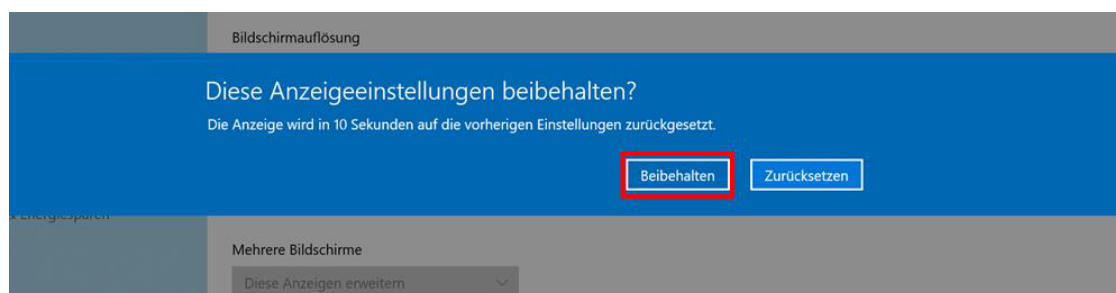 Bildschirmauflösung
Diese Anzeigeeinstellungen beibehalten?
Die Anzeige wird in 10 Sekunden auf die vorherigen Einstellungen zurückgesetzt.
Beibehalten Zurücksetzen
& Energiesparen
Mehrere Bildschirme
Diese Anzeigen erweitern